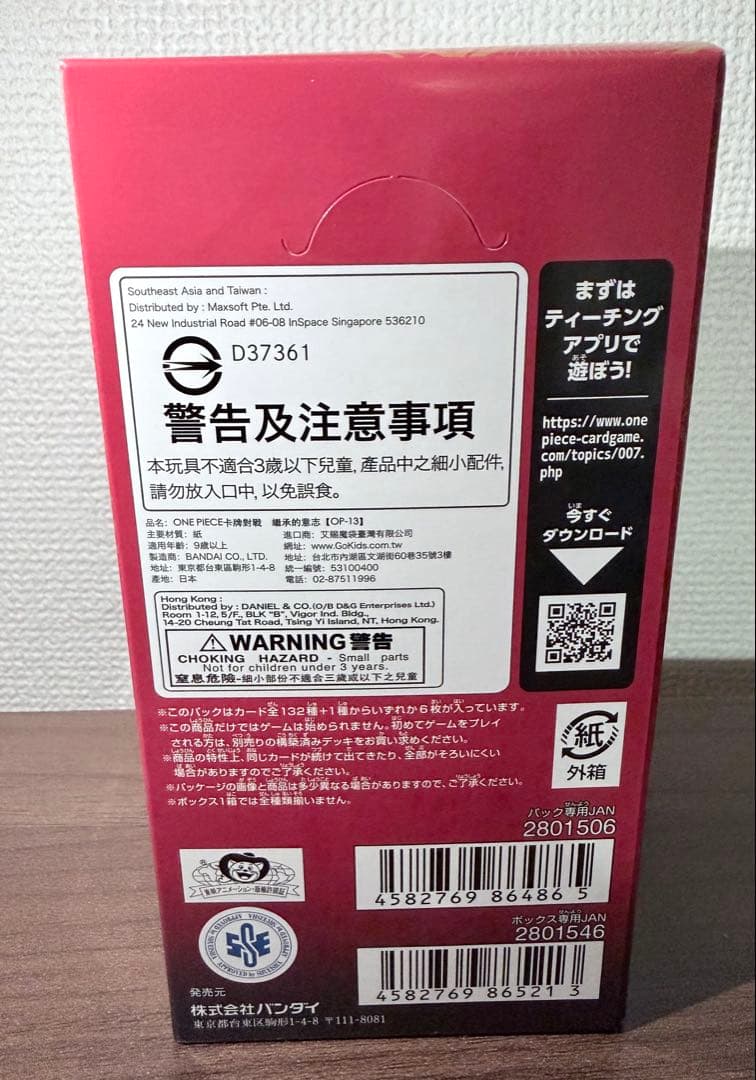 Southeast Asia and Taiwan :
Distributed by : Maxsoft Pte. Ltd.
24 New Industrial Road #06-08 InSpace Singapore 536210
D37361
警告及注意事項
本玩具不適合3歲以下兒童, 產品中之細小配件,
請勿放入口中, 以免誤食。
品名: ONE PIECE卡牌對戰 繼承的意志【OP-13】
主要材質: 紙
適用年齡: 9歲以上
製造商: BANDAI CO., LTD.
地址: 東京都台東區駒形1-4-8
產地: 日本
進口商: 艾賜魔袋臺灣有限公司
網址: www.GoKids.com.tw
地址: 台北市內湖區文湖街60巷35號3樓
統一編號: 53100400
電話: 02-87511996
Hong Kong :
Distributed by : DANIEL & CO.(O/B D&G Enterprises Ltd.)
Room 1-12, 5/F., BLK "B", Vigor Ind. Bldg.,
14-20 Cheung Tat Road, Tsing Yi Island, NT, Hong Kong.
WARNING 警告
CHOKING HAZARD - Small parts
Not for children under 3 years.
窒息危險-細小部份不適合三歲或以下之兒童
まずは
ティーチング
アプリで
遊ぼう!
https://www.one
piece-cardgame.
com/topics/007.
php
今すぐ
ダウンロード
※このパックはカード全132種+1種からいずれか6枚が入っています。
※この商品だけではゲームは始められません。初めてゲームをプレイ
される方は、別売りの構築済みデッキをお買い求めください。
※商品の特性上、同じカードが続けて出てきたり、全部がそろいにくい
場合がありますのでご了承ください。
※パッケージの画像と商品は多少異なる場合がありますので、ご了承ください。
※ボックス1箱では全種類揃いません。
紙
外箱
パック専用JAN
2801506
4582769 864865
ボックス専用JAN
2801546
4582769 865213
東映アニメーション・版権許諾証
SSE
発売元
株式会社バンダイ
東京都台東区駒形1-4-8 〒111-8081